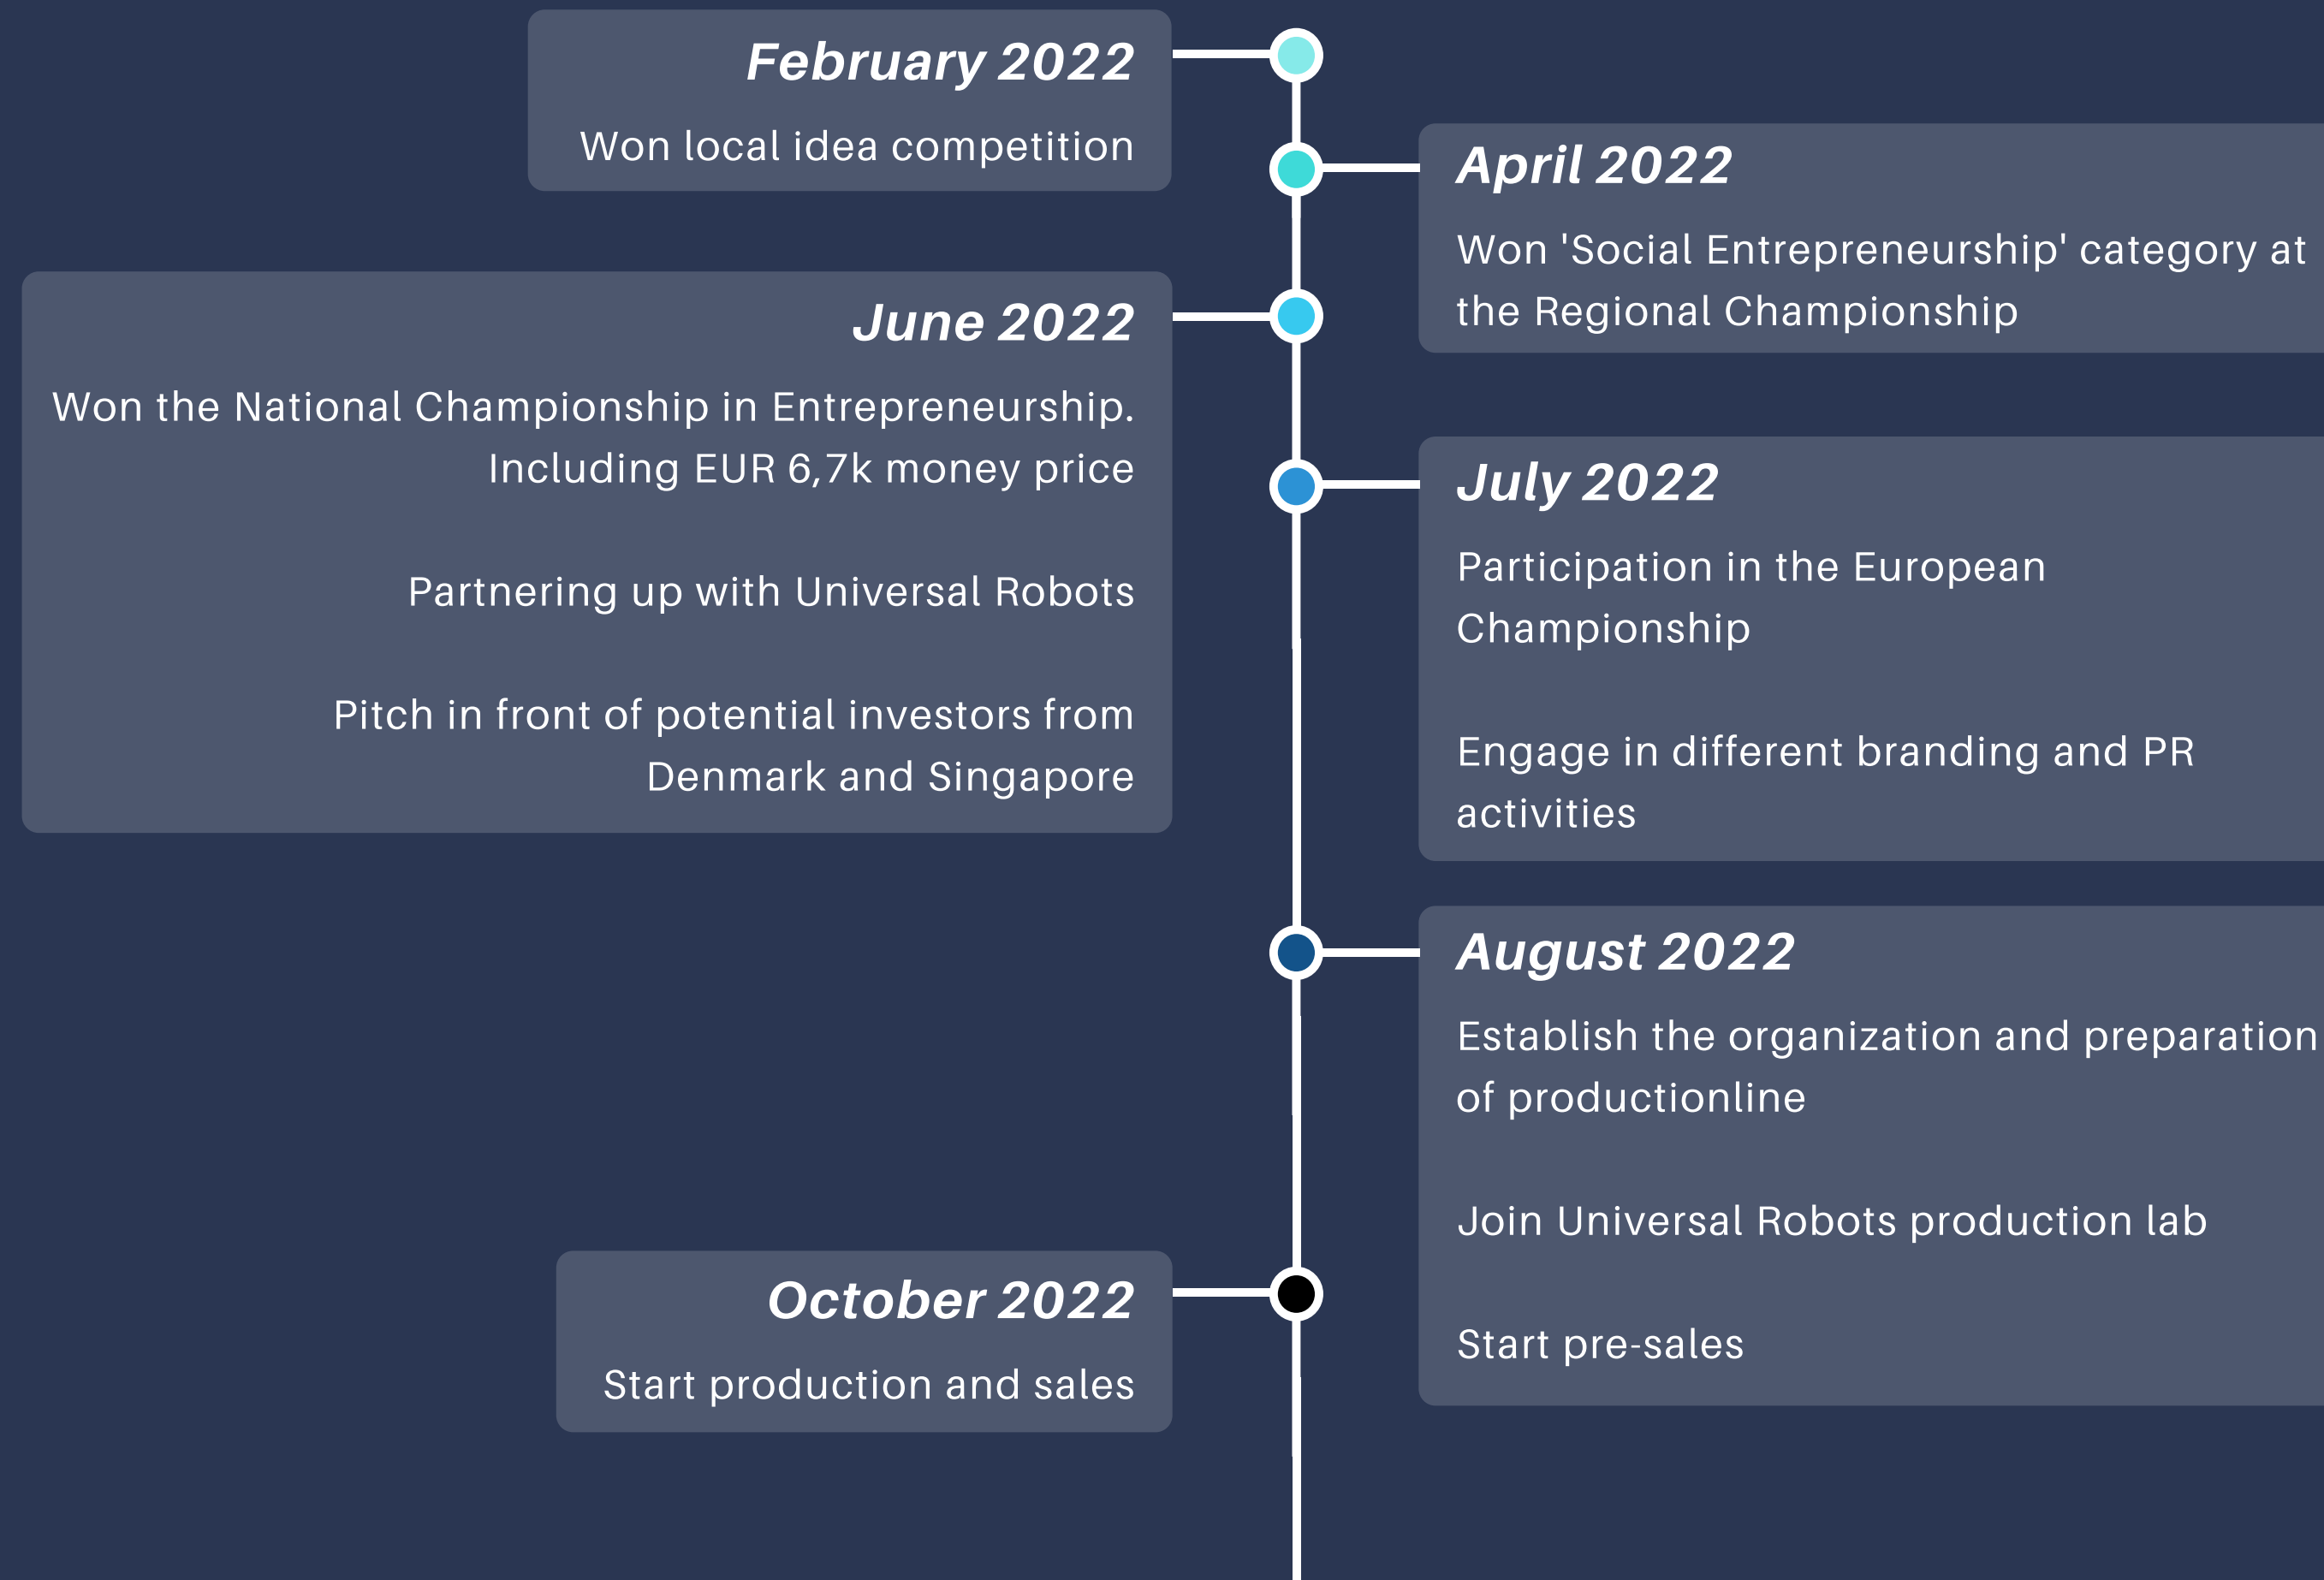 February 2022
Won local idea competition
April 2022
Won 'Social Entrepreneurship' category at
the Regional Championship
June 2022
Won the National Championship in Entrepreneurship.
Including EUR 6,7k money price
Partnering up with Universal Robots
Pitch in front of potential investors from
Denmark and Singapore
July 2022
Participation in the European
Championship
Engage in different branding and PR
activities
August 2022
Establish the organization and preparation
of productionline
Join Universal Robots production lab
Start pre-sales
October 2022
Start production and sales